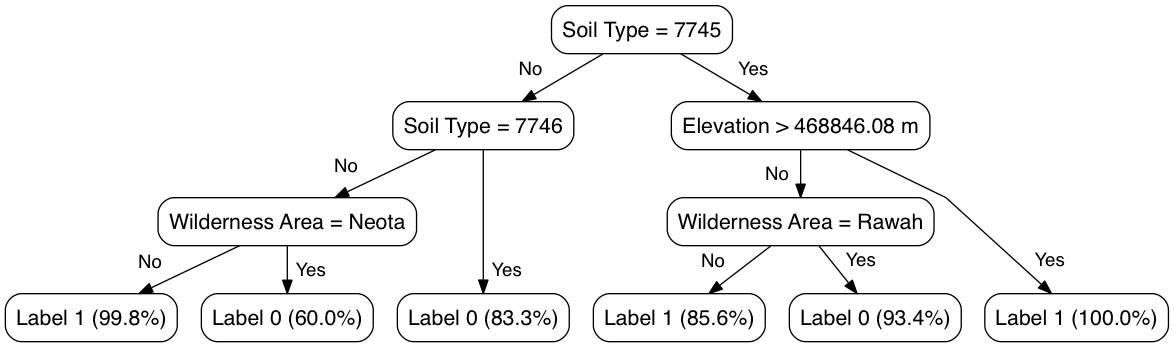 Soil Type = 7745
No
Yes
Soil Type = 7746
Elevation > 468846.08 m
No
No
Wilderness Area = Neota
Wilderness Area = Rawah
No
Yes
Yes
No
Yes
Yes
Label 1 (99.8%)
Label 0 (60.0%)
Label 0 (83.3%)
Label 1 (85.6%)
Label 0 (93.4%)
Label 1 (100.0%)